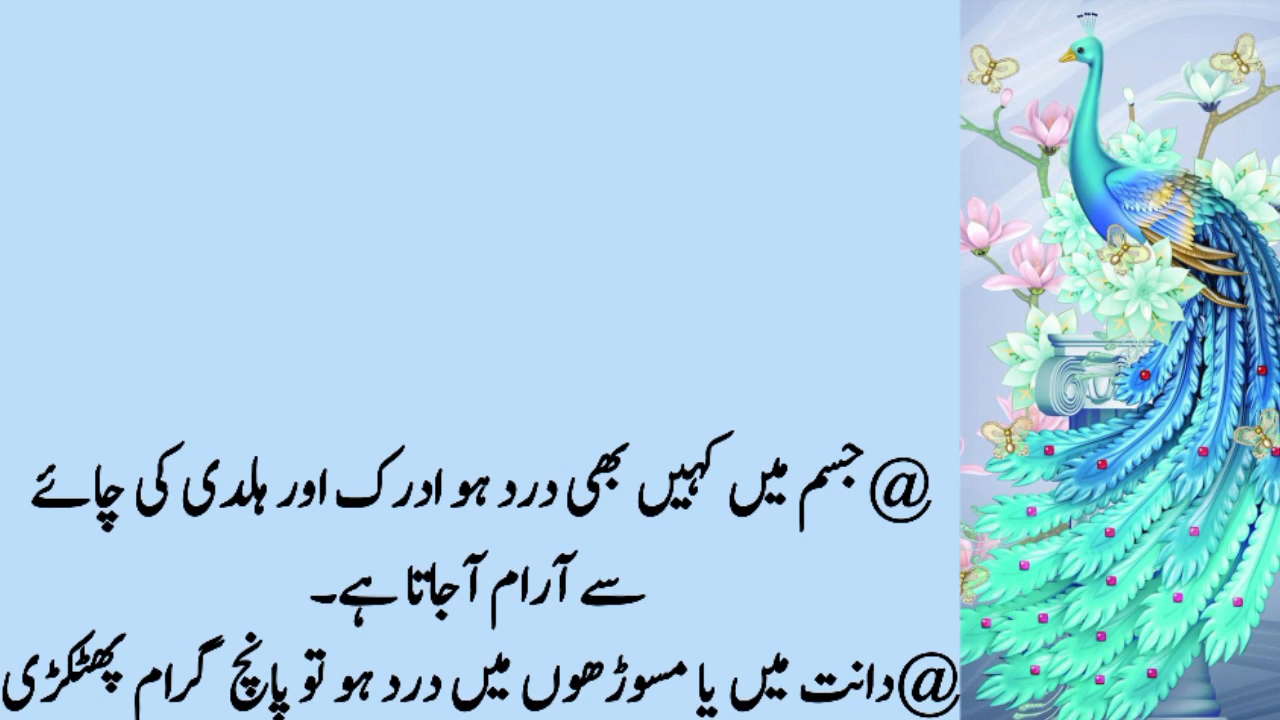 @جسم میں کہیں بھی درد ہو ادرک اور ہلدی کی چائے
سے آرام آجاتا ہے۔
@دانت میں یا مسوڑھوں میں درد ہو تو پانچ گرام پھٹکڑی